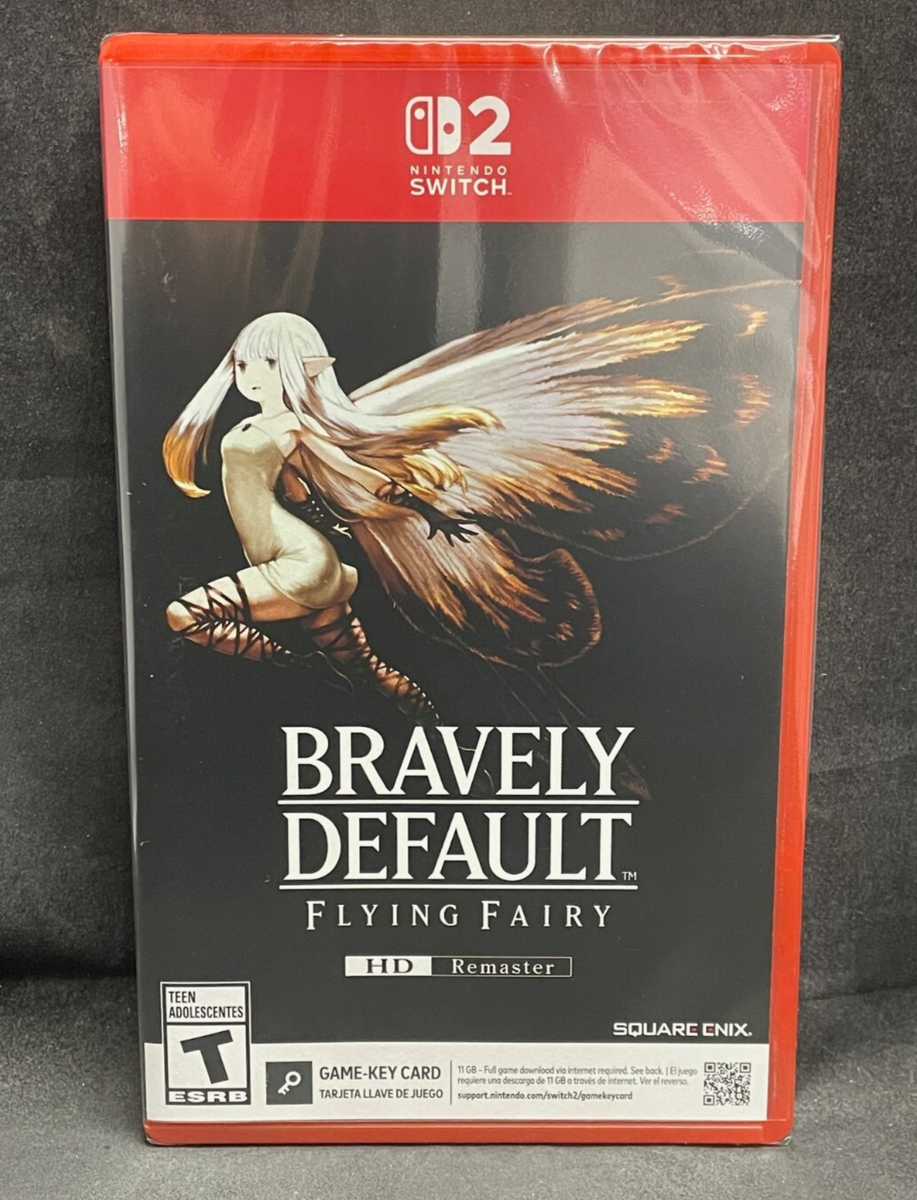 2
NINTENDO
SWITCH™
BRAVELY
DEFAULT™
FLYING FAIRY
HD Remaster
SQUARE ENIX®
TEEN
ADOLESCENTES
T
ESRB
GAME-KEY CARD
TARJETA LLAVE DE JUEGO
11 GB – Full game download via internet required. See back. | El juego
requiere una descarga de 11 GB a través de internet. Ver el reverso.
support.nintendo.com/switch2/gamekeycard